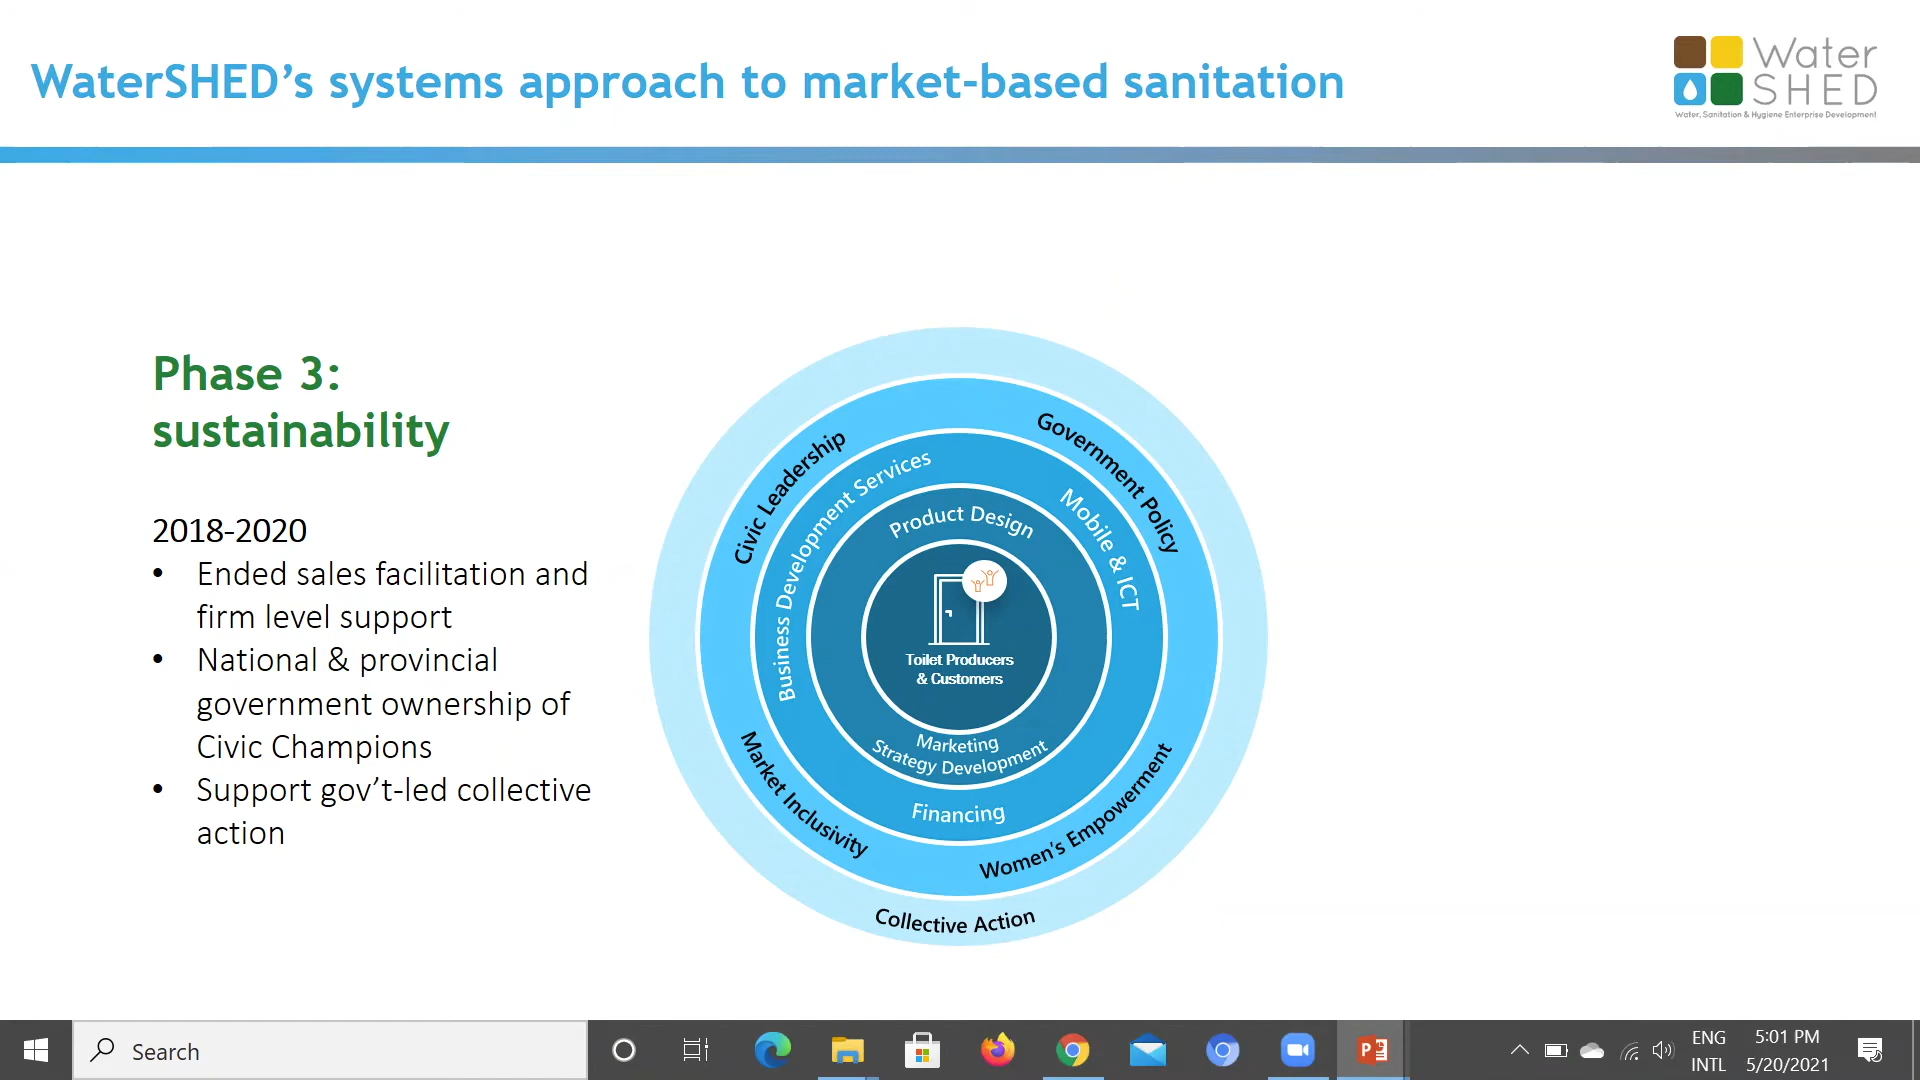 WaterSHED’s systems approach to market-based sanitation
Water
SHED
Water, Sanitation & Hygiene Enterprise Development
Phase 3:
sustainability
2018-2020
• Ended sales facilitation and
firm level support
• National & provincial
government ownership of
Civic Champions
• Support gov’t-led collective
action
Civic Leadership
Government Policy
Business Development Services
Mobile & ICT
Product Design
Toilet Producers
& Customers
Marketing
Strategy Development
Financing
Market Inclusivity
Women’s Empowerment
Collective Action
Search
ENG
INTL
5:01 PM
5/20/2021